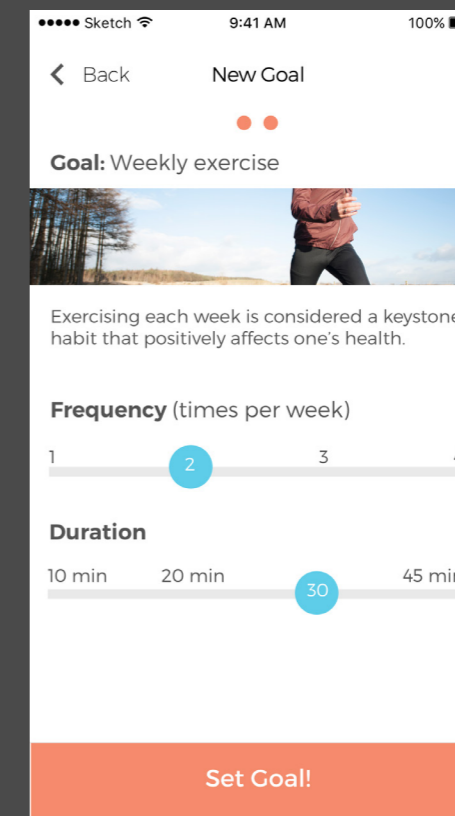 Sketch 9:41 AM 100%
Back New Goal
Goal: Weekly exercise
Exercising each week is considered a keystone
habit that positively affects one's health.
Frequency (times per week)
1 2 3
Duration
10 min 20 min 30 45 min
Set Goal!